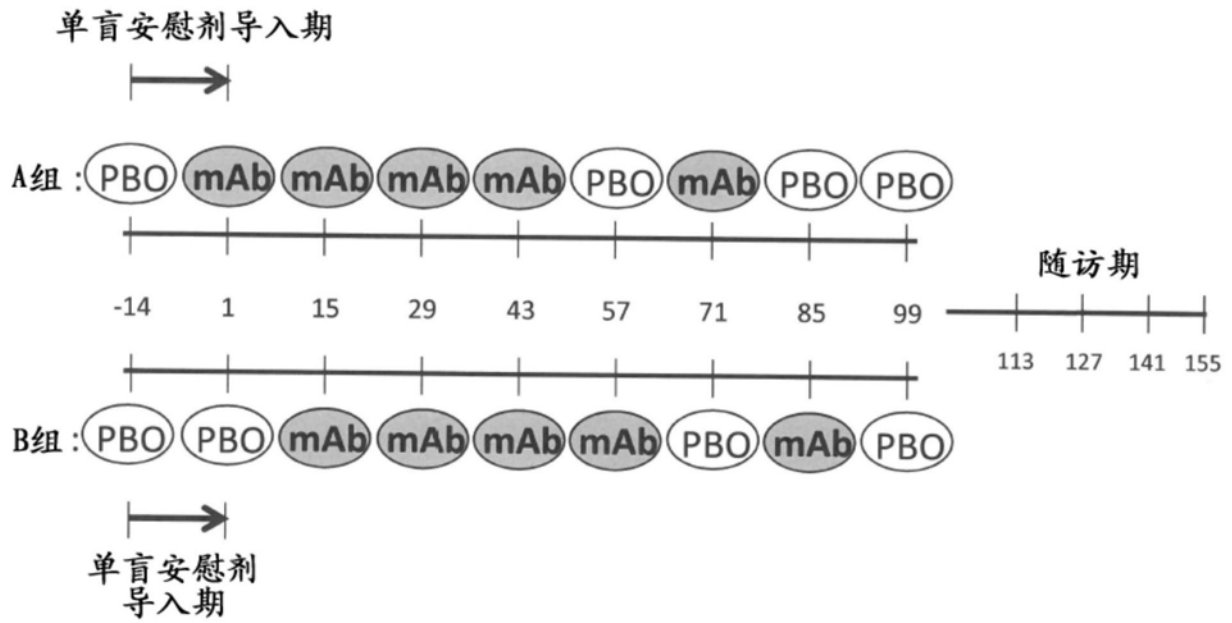 单盲安慰剂导入期
A组： PBO mAb mAb mAb mAb PBO mAb PBO PBO
随访期
-14 1 15 29 43 57 71 85 99
113 127 141 155
B组： PBO PBO mAb mAb mAb mAb PBO mAb PBO
单盲安慰剂
导入期